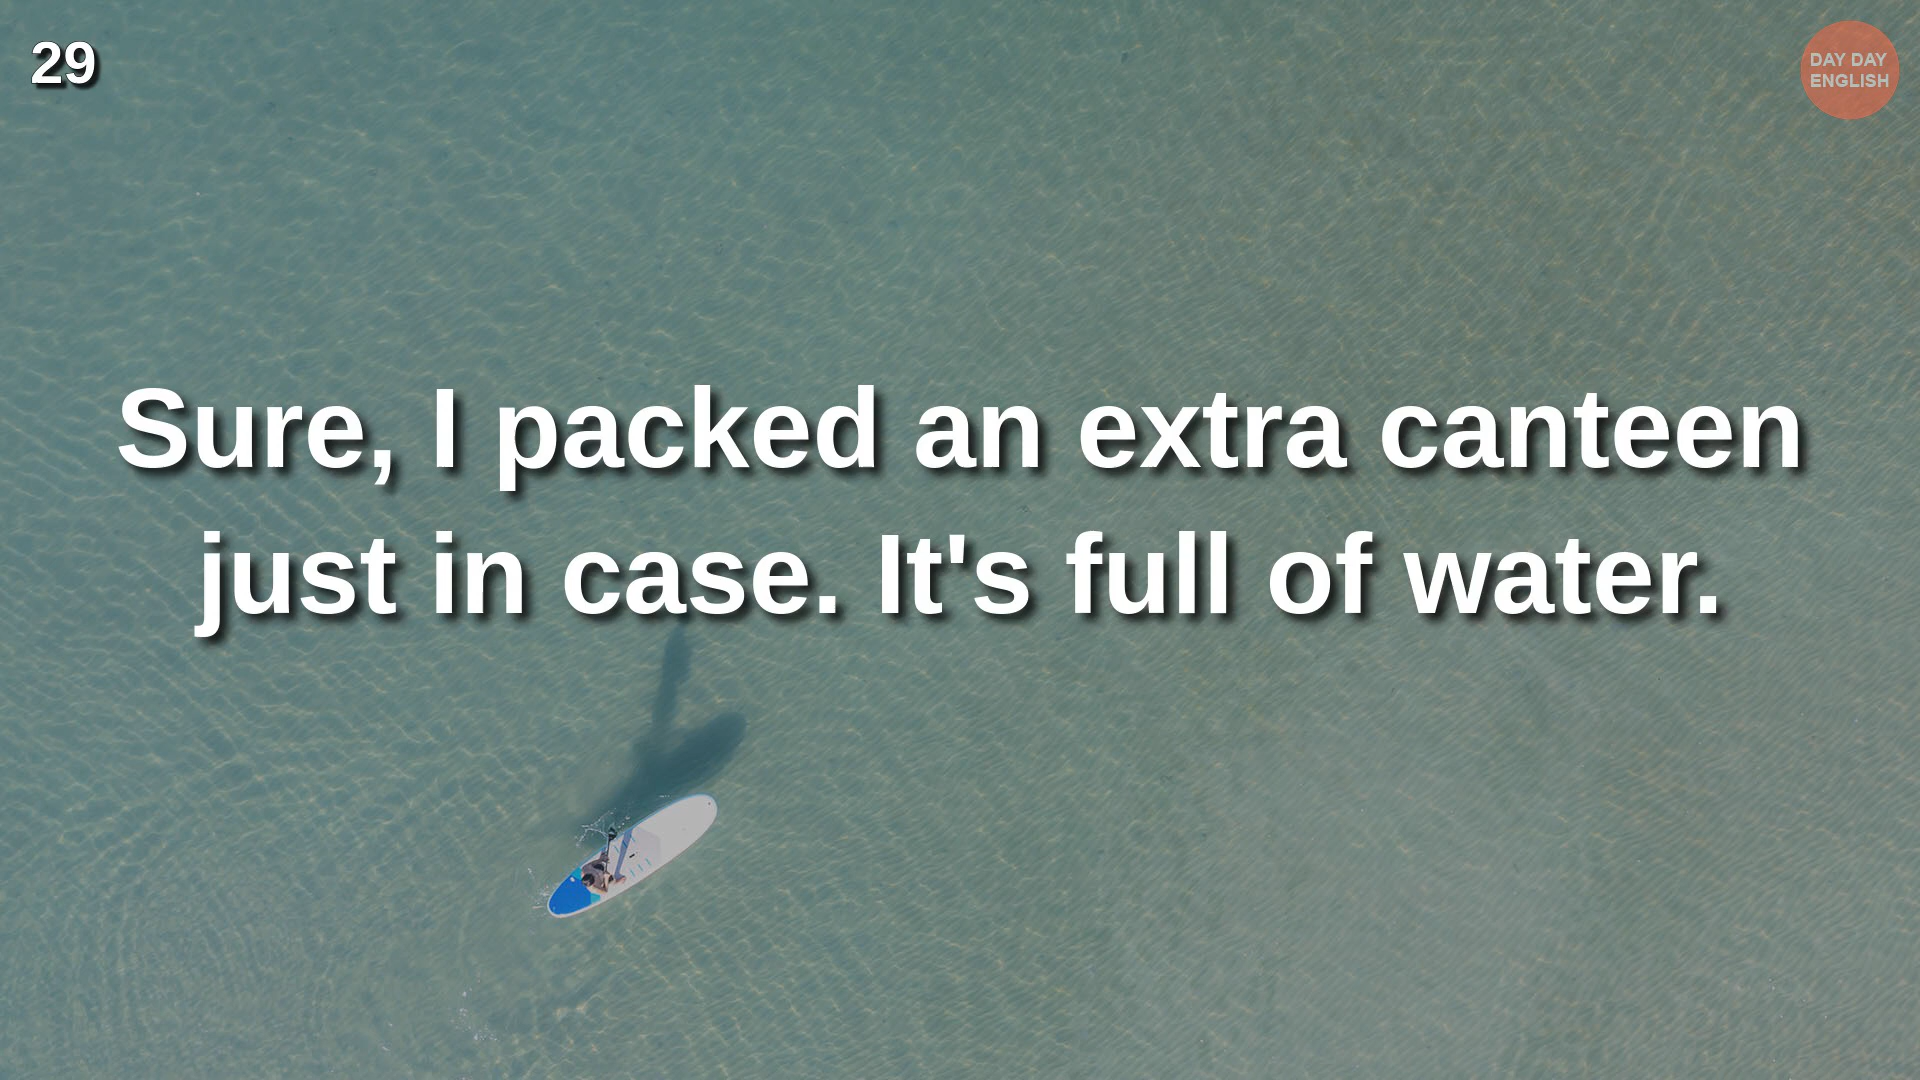 29
DAY DAY
ENGLISH
Sure, I packed an extra canteen
just in case. It's full of water.